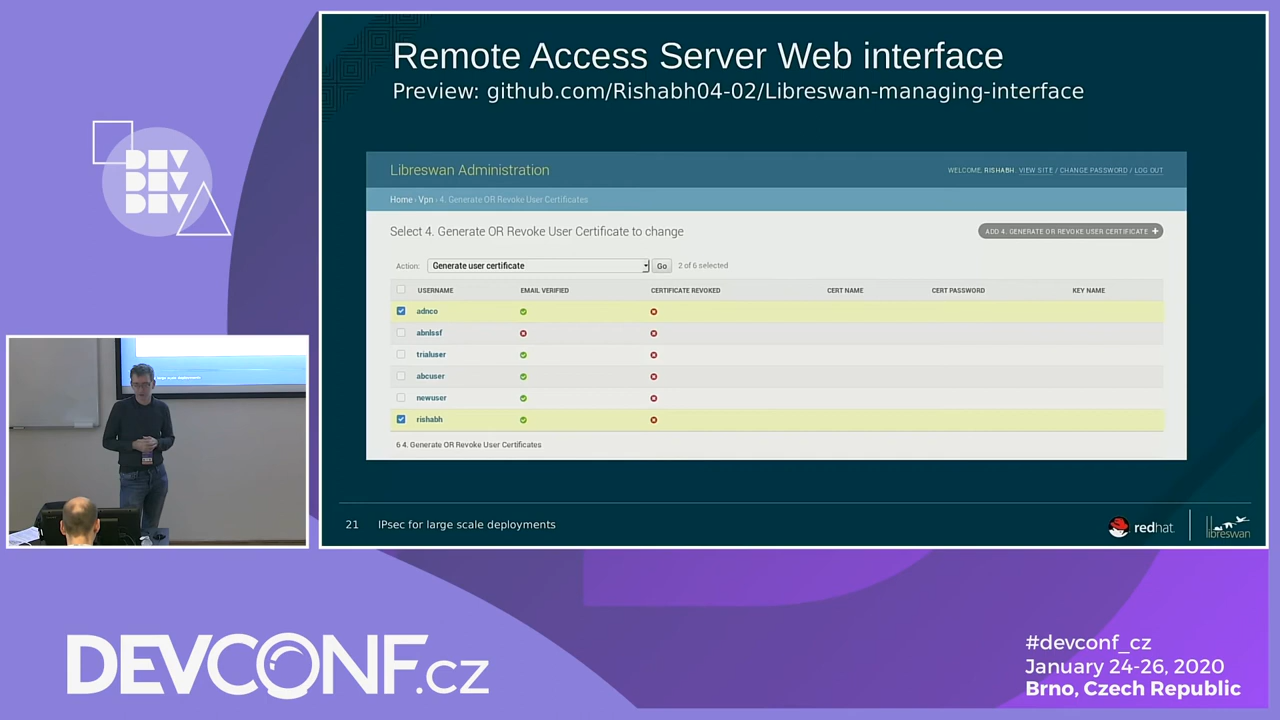 Remote Access Server Web interface
Preview: github.com/Rishabh04-02/Libreswan-managing-interface
DEV
DEV
DEV
Libreswan Administration
WELCOME, RISHABH. VIEW SITE / CHANGE PASSWORD / LOG OUT
Home › Vpn › 4. Generate OR Revoke User Certificates
Select 4. Generate OR Revoke User Certificate to change
ADD 4. GENERATE OR REVOKE USER CERTIFICATE +
Action: Generate user certificate Go 2 of 6 selected
USERNAME EMAIL VERIFIED CERTIFICATE REVOKED CERT NAME CERT PASSWORD KEY NAME
adnco
abnlssf
trialuser
abcuser
newuser
rishabh
6 4. Generate OR Revoke User Certificates
21 IPsec for large scale deployments
redhat.
libreswan
DEVCONF.cz
#devconf_cz
January 24-26, 2020
Brno, Czech Republic